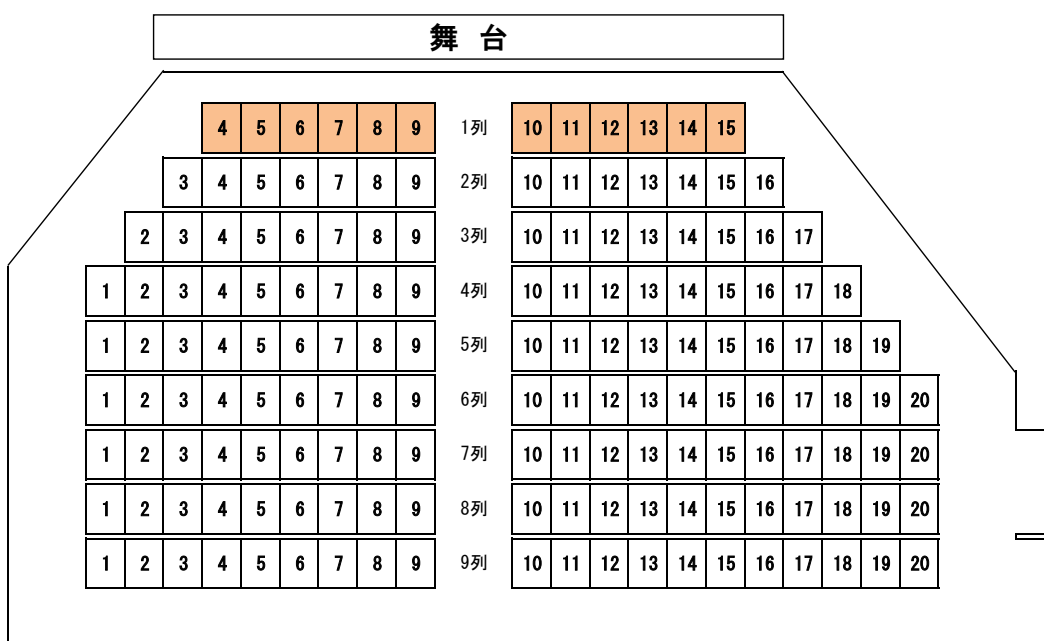 舞 台
4 5 6 7 8 9 1列 10 11 12 13 14 15
3 4 5 6 7 8 9 2列 10 11 12 13 14 15 16
2 3 4 5 6 7 8 9 3列 10 11 12 13 14 15 16 17
1 2 3 4 5 6 7 8 9 4列 10 11 12 13 14 15 16 17 18
1 2 3 4 5 6 7 8 9 5列 10 11 12 13 14 15 16 17 18 19
1 2 3 4 5 6 7 8 9 6列 10 11 12 13 14 15 16 17 18 19 20
1 2 3 4 5 6 7 8 9 7列 10 11 12 13 14 15 16 17 18 19 20
1 2 3 4 5 6 7 8 9 8列 10 11 12 13 14 15 16 17 18 19 20
1 2 3 4 5 6 7 8 9 9列 10 11 12 13 14 15 16 17 18 19 20